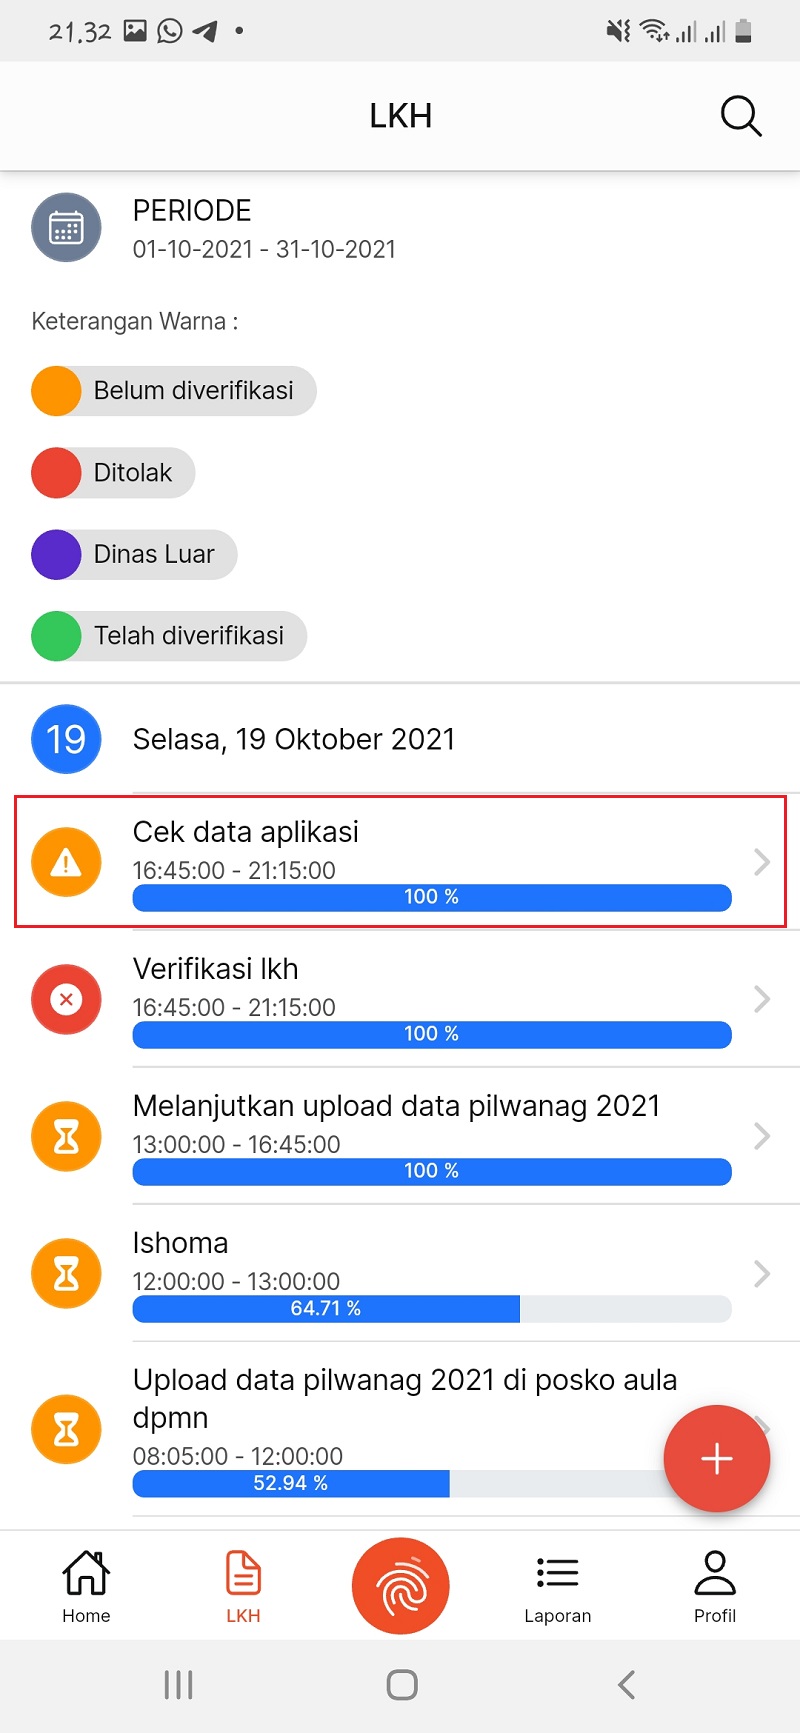 21.32
LKH
PERIODE
01-10-2021 - 31-10-2021
Keterangan Warna :
Belum diverifikasi
Ditolak
Dinas Luar
Telah diverifikasi
19
Selasa, 19 Oktober 2021
Cek data aplikasi
16:45:00 - 21:15:00
100 %
Verifikasi lkh
16:45:00 - 21:15:00
100 %
Melanjutkan upload data pilwanag 2021
13:00:00 - 16:45:00
100 %
Ishoma
12:00:00 - 13:00:00
64.71 %
Upload data pilwanag 2021 di posko aula
dpmn
08:05:00 - 12:00:00
52.94 %
Home
LKH
Laporan
Profil